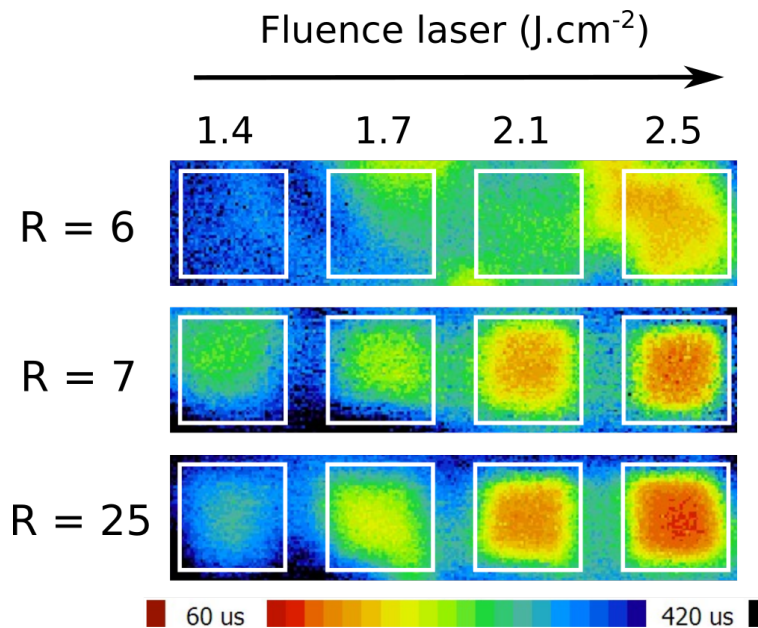 Fluence laser (J.cm⁻²)
1.4 1.7 2.1 2.5
R = 6
R = 7
R = 25
60 us 420 us